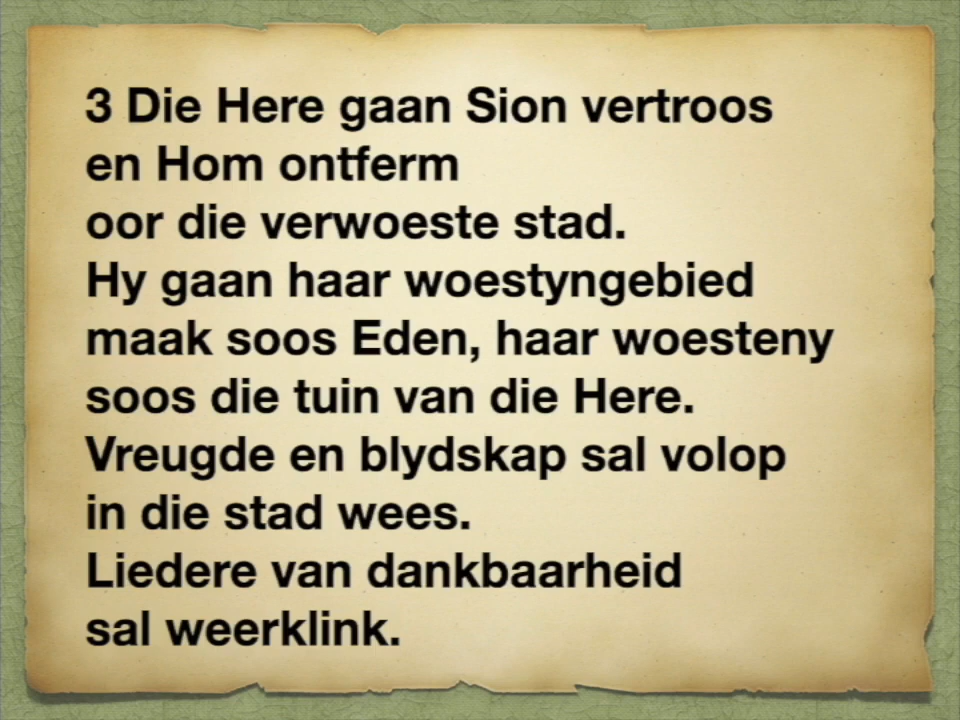 3 Die Here gaan Sion vertroos
en Hom ontferm
oor die verwoeste stad.
Hy gaan haar woestyngebied
maak soos Eden, haar woesteny
soos die tuin van die Here.
Vreugde en blydskap sal volop
in die stad wees.
Liedere van dankbaarheid
sal weerklink.